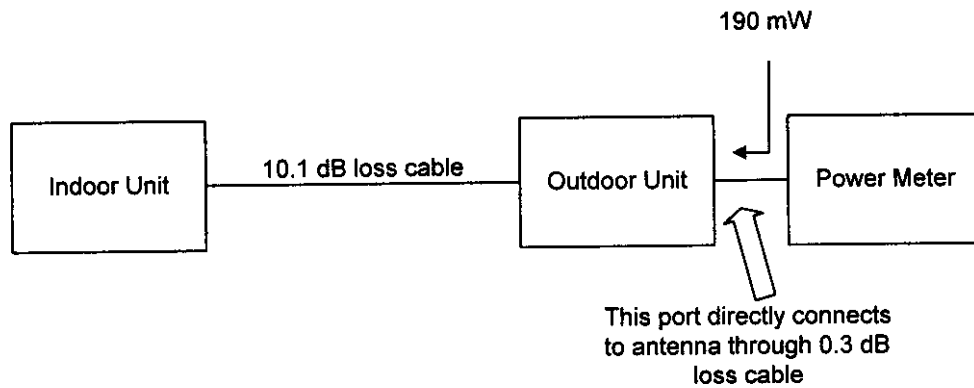 190 mW
Indoor Unit
10.1 dB loss cable
Outdoor Unit
Power Meter
This port directly connects
to antenna through 0.3 dB
loss cable